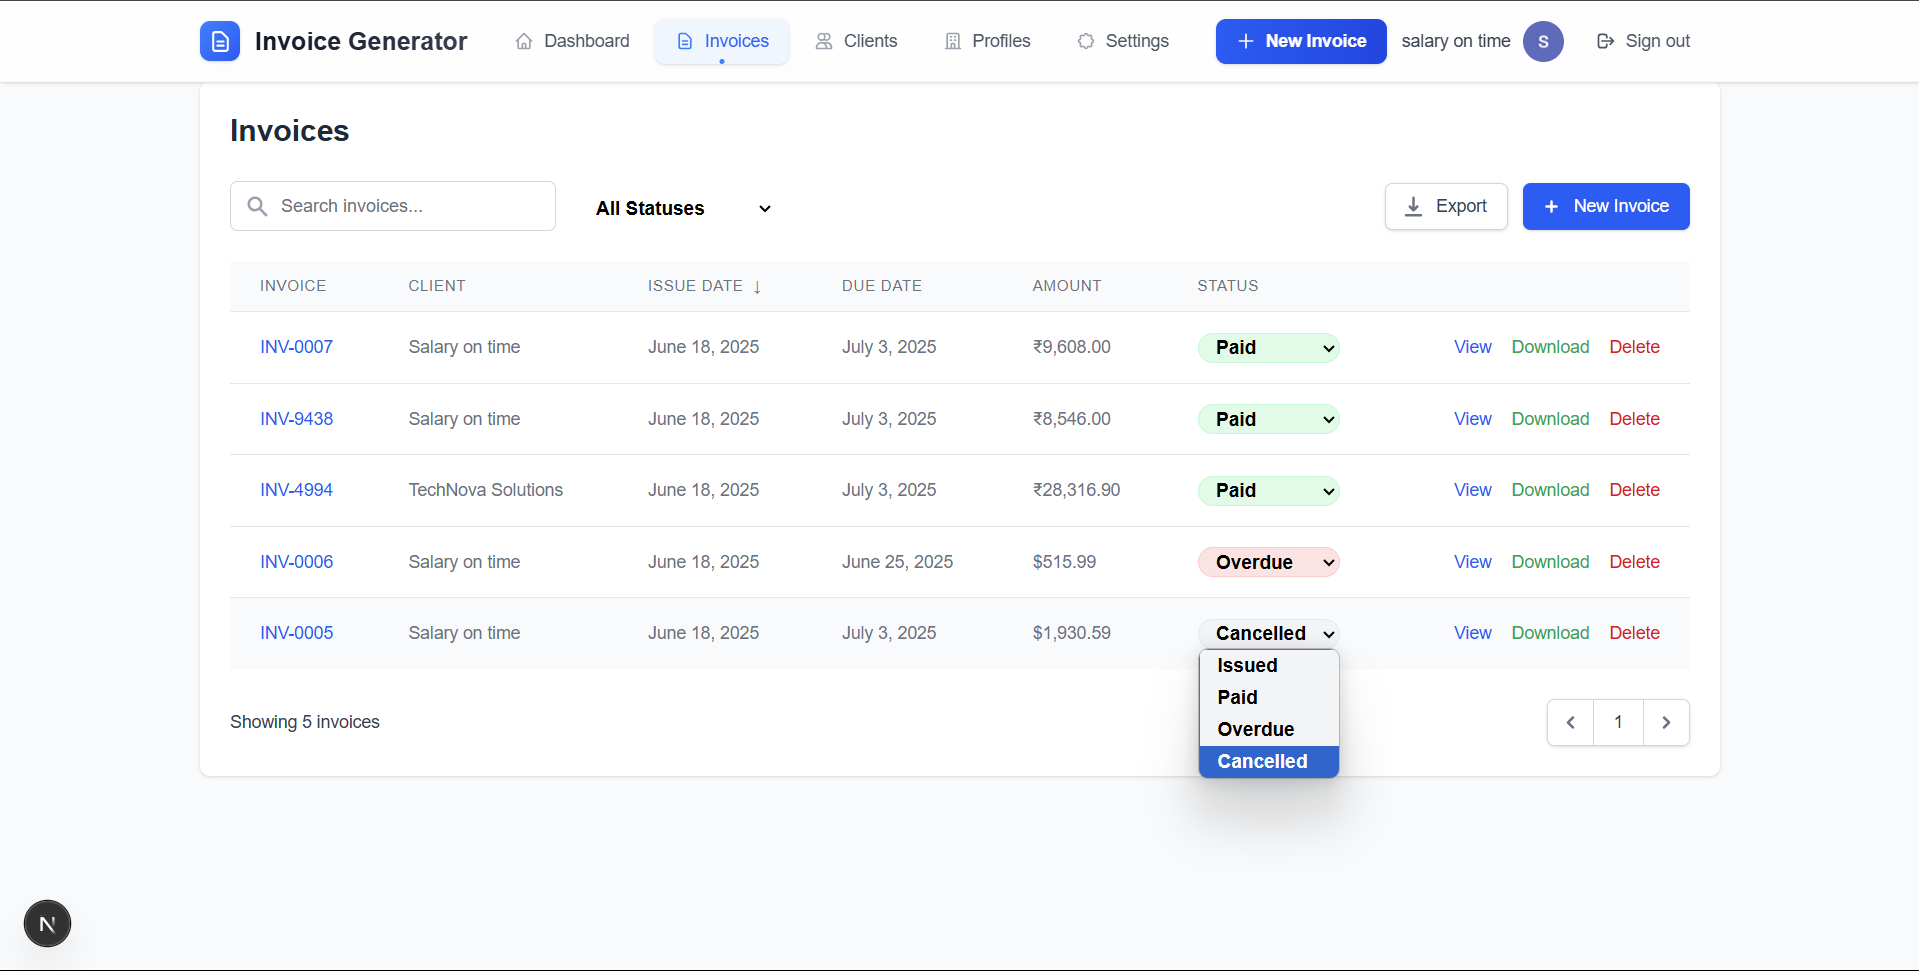 Invoice Generator Dashboard Invoices Clients Profiles Settings + New Invoice salary on time S Sign out
Invoices
Search invoices... All Statuses Export + New Invoice
INVOICE CLIENT ISSUE DATE ↓ DUE DATE AMOUNT STATUS
INV-0007 Salary on time June 18, 2025 July 3, 2025 ₹9,608.00 Paid View Download Delete
INV-9438 Salary on time June 18, 2025 July 3, 2025 ₹8,546.00 Paid View Download Delete
INV-4994 TechNova Solutions June 18, 2025 July 3, 2025 ₹28,316.90 Paid View Download Delete
INV-0006 Salary on time June 18, 2025 June 25, 2025 $515.99 Overdue View Download Delete
INV-0005 Salary on time June 18, 2025 July 3, 2025 $1,930.59 Cancelled View Download Delete
Issued
Paid
Overdue
Cancelled
Showing 5 invoices 1
N